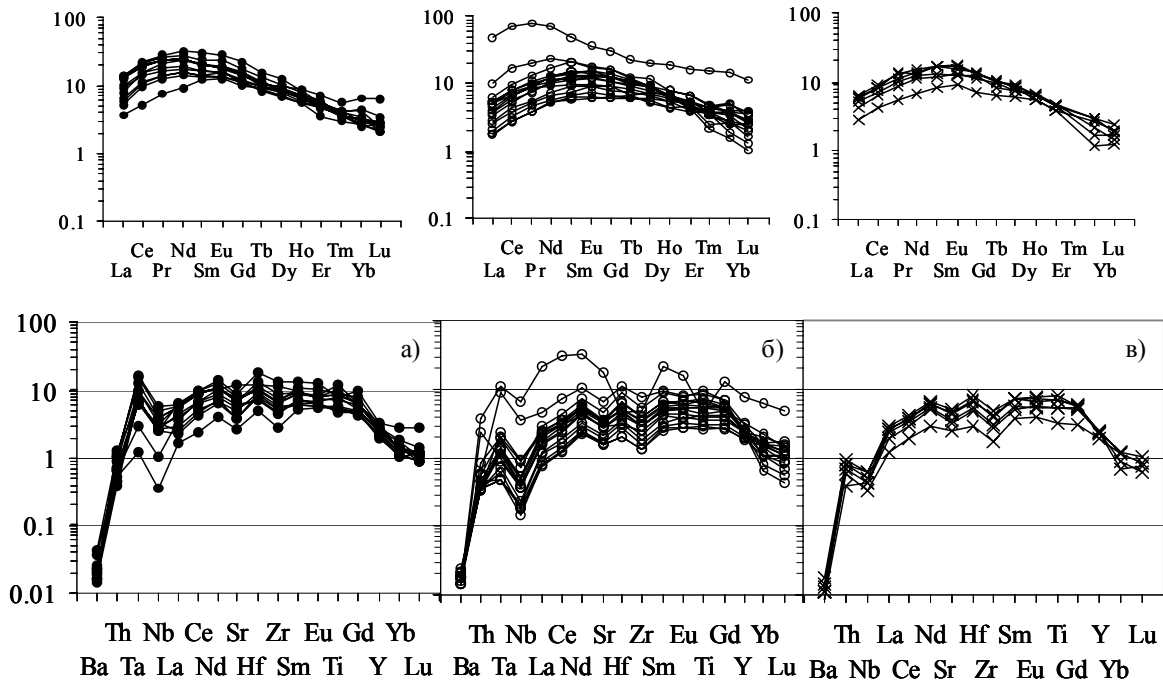 100
10
1
0.1
Ce Nd Eu Tb Ho Tm Lu
La Pr Sm Gd Dy Er Yb
100
10
1
0.1
Ce Nd Eu Tb Ho Tm Lu
La Pr Sm Gd Dy Er Yb
100
10
1
0.1
Ce Nd Eu Tb Ho Tm Lu
La Pr Sm Gd Dy Er Yb
100
10
1
0.1
0.01
а)
Th Nb Ce Sr Zr Eu Gd Yb
Ba Ta La Nd Hf Sm Ti Y Lu
б)
Th Nb Ce Sr Zr Eu Gd Yb
Ba Ta La Nd Hf Sm Ti Y Lu
в)
Th La Nd Hf Sm Ti Y Lu
Ba Nb Ce Sr Zr Eu Gd Yb